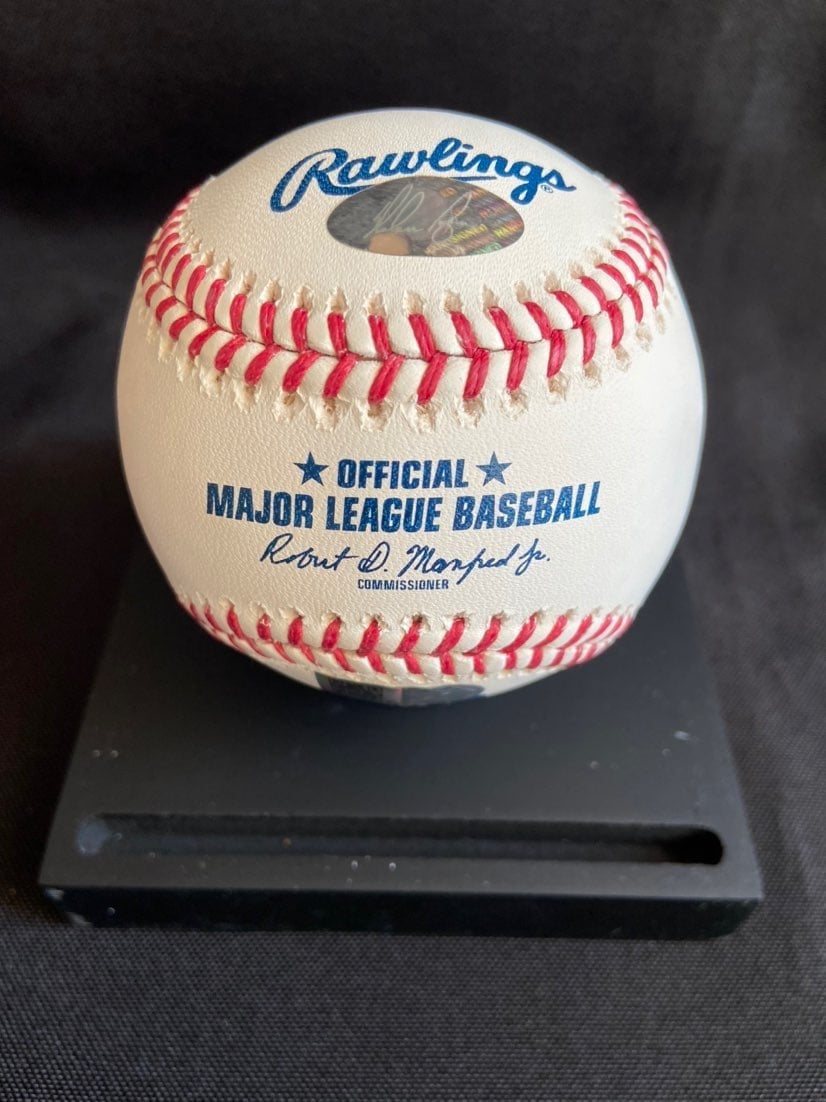 Rawlings®
★ OFFICIAL ★
MAJOR LEAGUE BASEBALL
Robert D. Manfred Jr.
COMMISSIONER